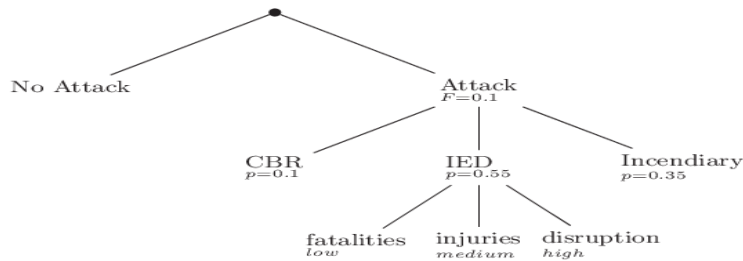 No Attack
Attack
F=0.1
CBR
p=0.1
IED
p=0.55
Incendiary
p=0.35
fatalities
low
injuries
medium
disruption
high